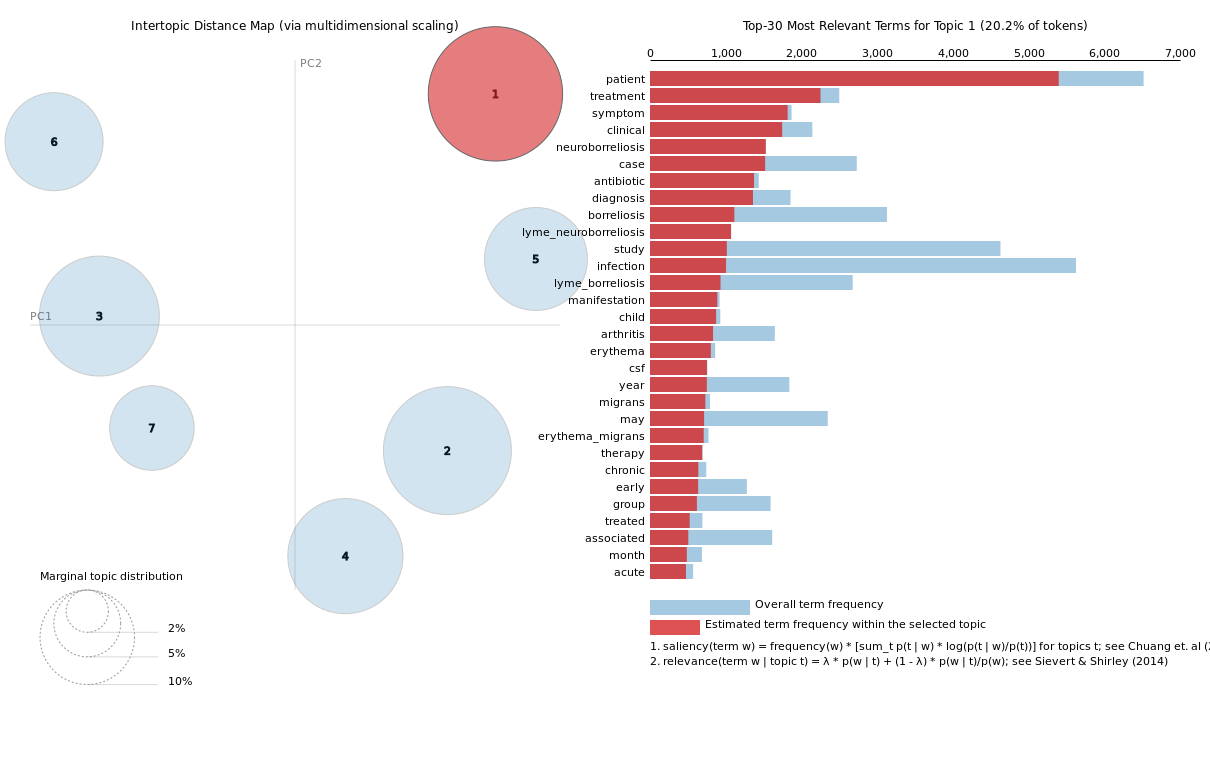 Intertopic Distance Map (via multidimensional scaling)
PC2
PC1
1
6
5
3
7
2
4
Marginal topic distribution
2%
5%
10%
Top-30 Most Relevant Terms for Topic 1 (20.2% of tokens)
0 1,000 2,000 3,000 4,000 5,000 6,000 7,000
patient
treatment
symptom
clinical
neuroborreliosis
case
antibiotic
diagnosis
borreliosis
lyme_neuroborreliosis
study
infection
lyme_borreliosis
manifestation
child
arthritis
erythema
csf
year
migrans
may
erythema_migrans
therapy
chronic
early
group
treated
associated
month
acute
Overall term frequency
Estimated term frequency within the selected topic
1. saliency(term w) = frequency(w) * [sum_t p(t | w) * log(p(t | w)/p(t))] for topics t; see Chuang et. al
2. relevance(term w | topic t) = λ * p(w | t) + (1 - λ) * p(w | t)/p(w); see Sievert & Shirley (2014)